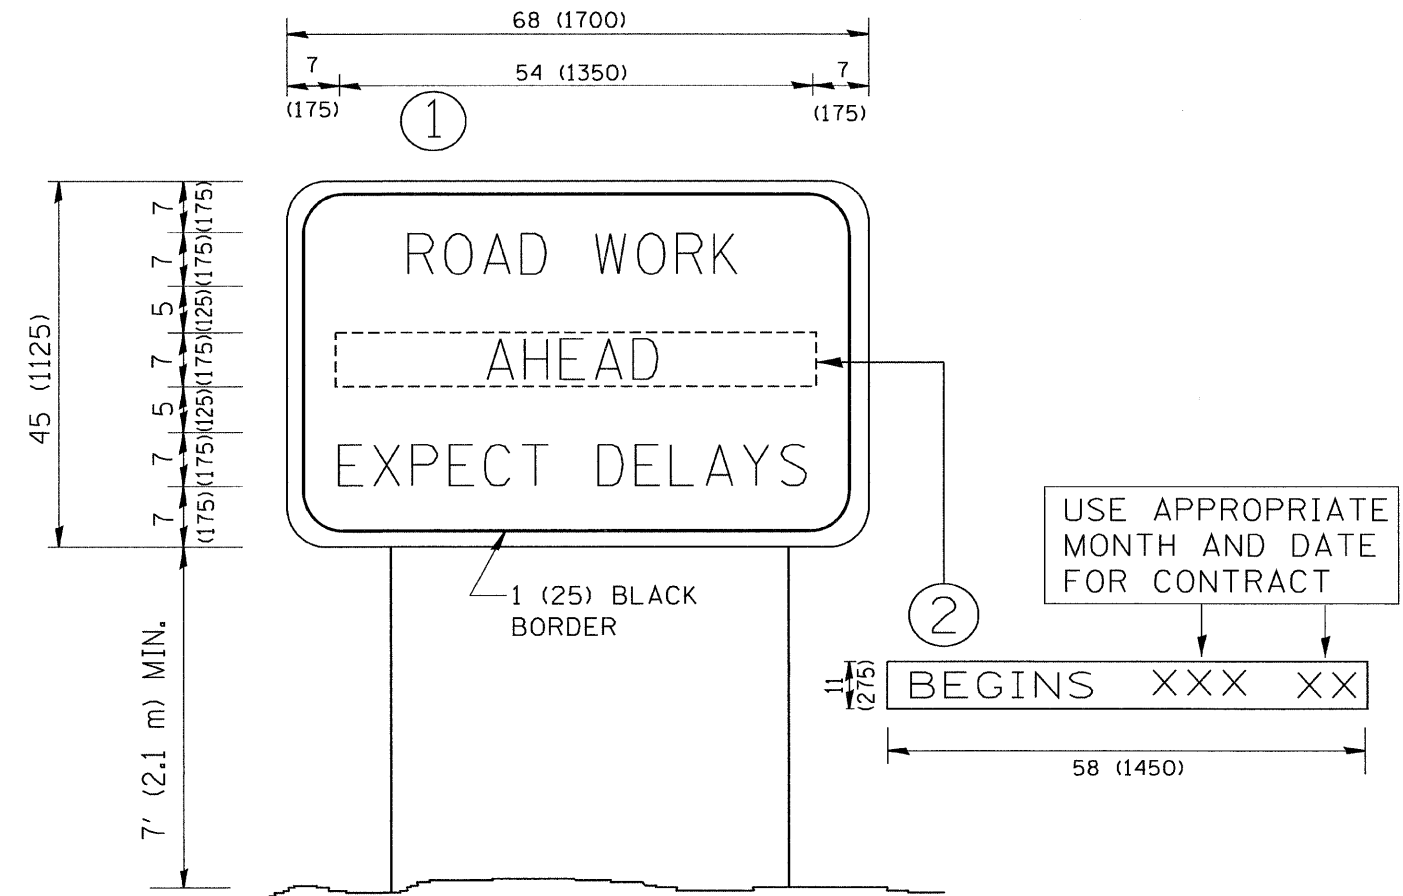 68 (1700)
7
54 (1350)
7
(175)
(175)
1
45 (1125)
7
(175)
7
(175)
5
(125)
7
(175)
5
(125)
7
(175)
7
(175)
ROAD WORK
AHEAD
EXPECT DELAYS
1 (25) BLACK
BORDER
7' (2.1 m) MIN.
2
USE APPROPRIATE
MONTH AND DATE
FOR CONTRACT
11
(275)
BEGINS XXX XX
58 (1450)